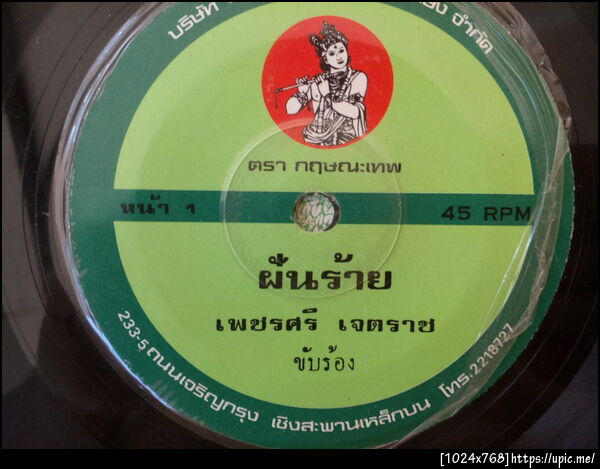 บริษัท
จำกัด
ตรา กฤษณะเทพ
หน้า 1
45 RPM
ฝันร้าย
เพชรศรี เจตราช
ขับร้อง
233-5 ถนนเจริญกรุง เชิงสะพานเหล็กบน โทร.2218727
[1024x768]https://upic.me/